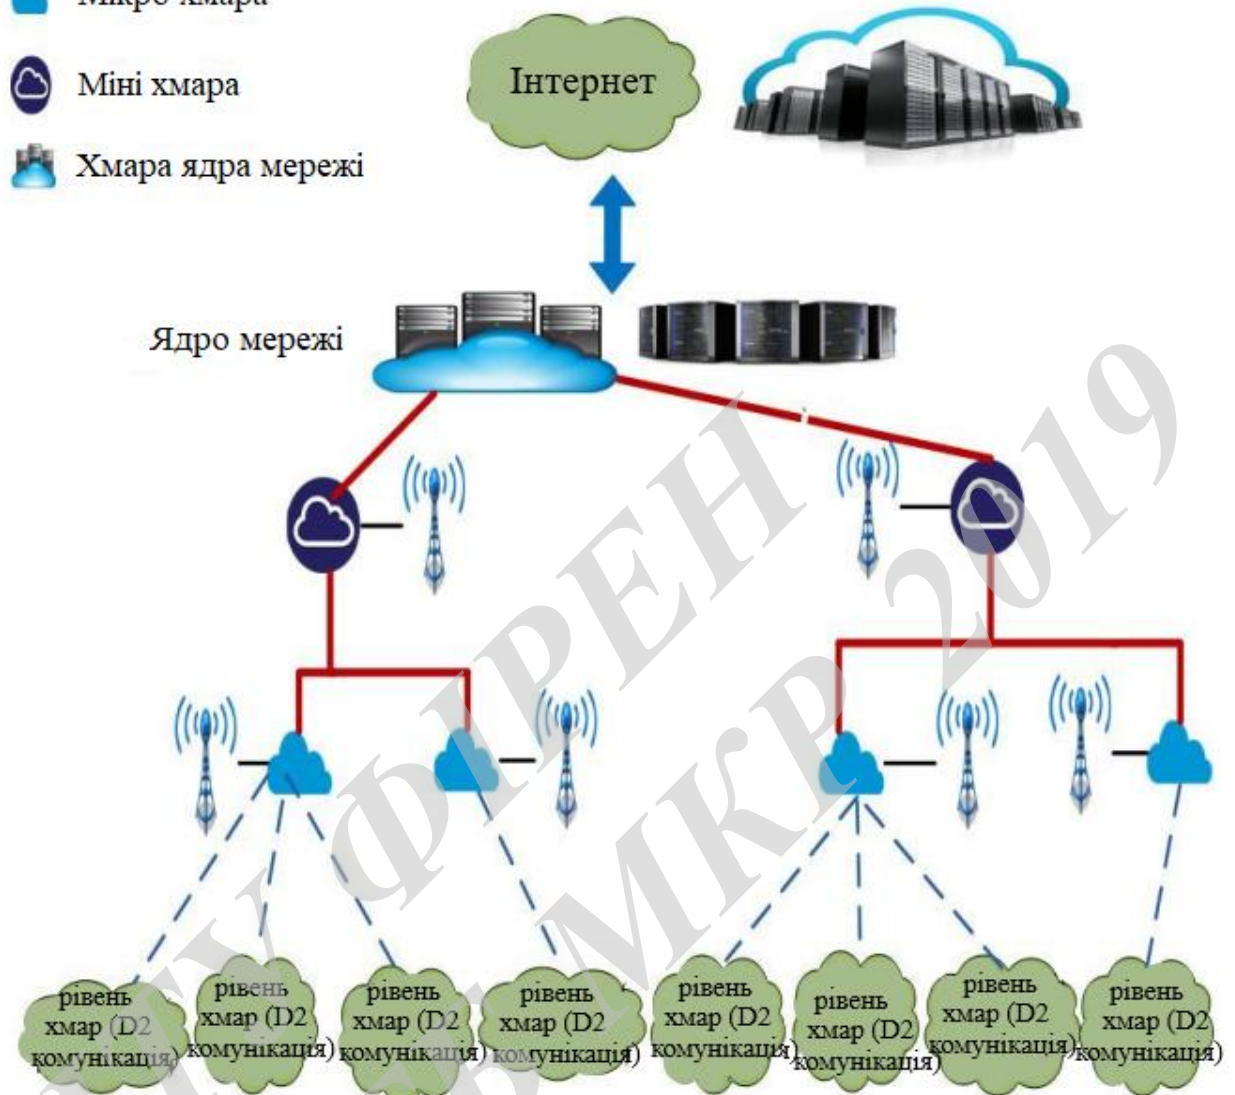 Мікро хмара
Міні хмара
Хмара ядра мережі
Інтернет
Ядро мережі
рівень
хмар (D2
комунікація)
рівень
хмар (D2
комунікація)
рівень
хмар (D2
комунікація)
рівень
хмар (D2
комунікація)
рівень
хмар (D2
комунікація)
рівень
хмар (D2
комунікація)
рівень
хмар (D2
комунікація)
рівень
хмар (D2
комунікація)
ФІРЕН
МКР 2019